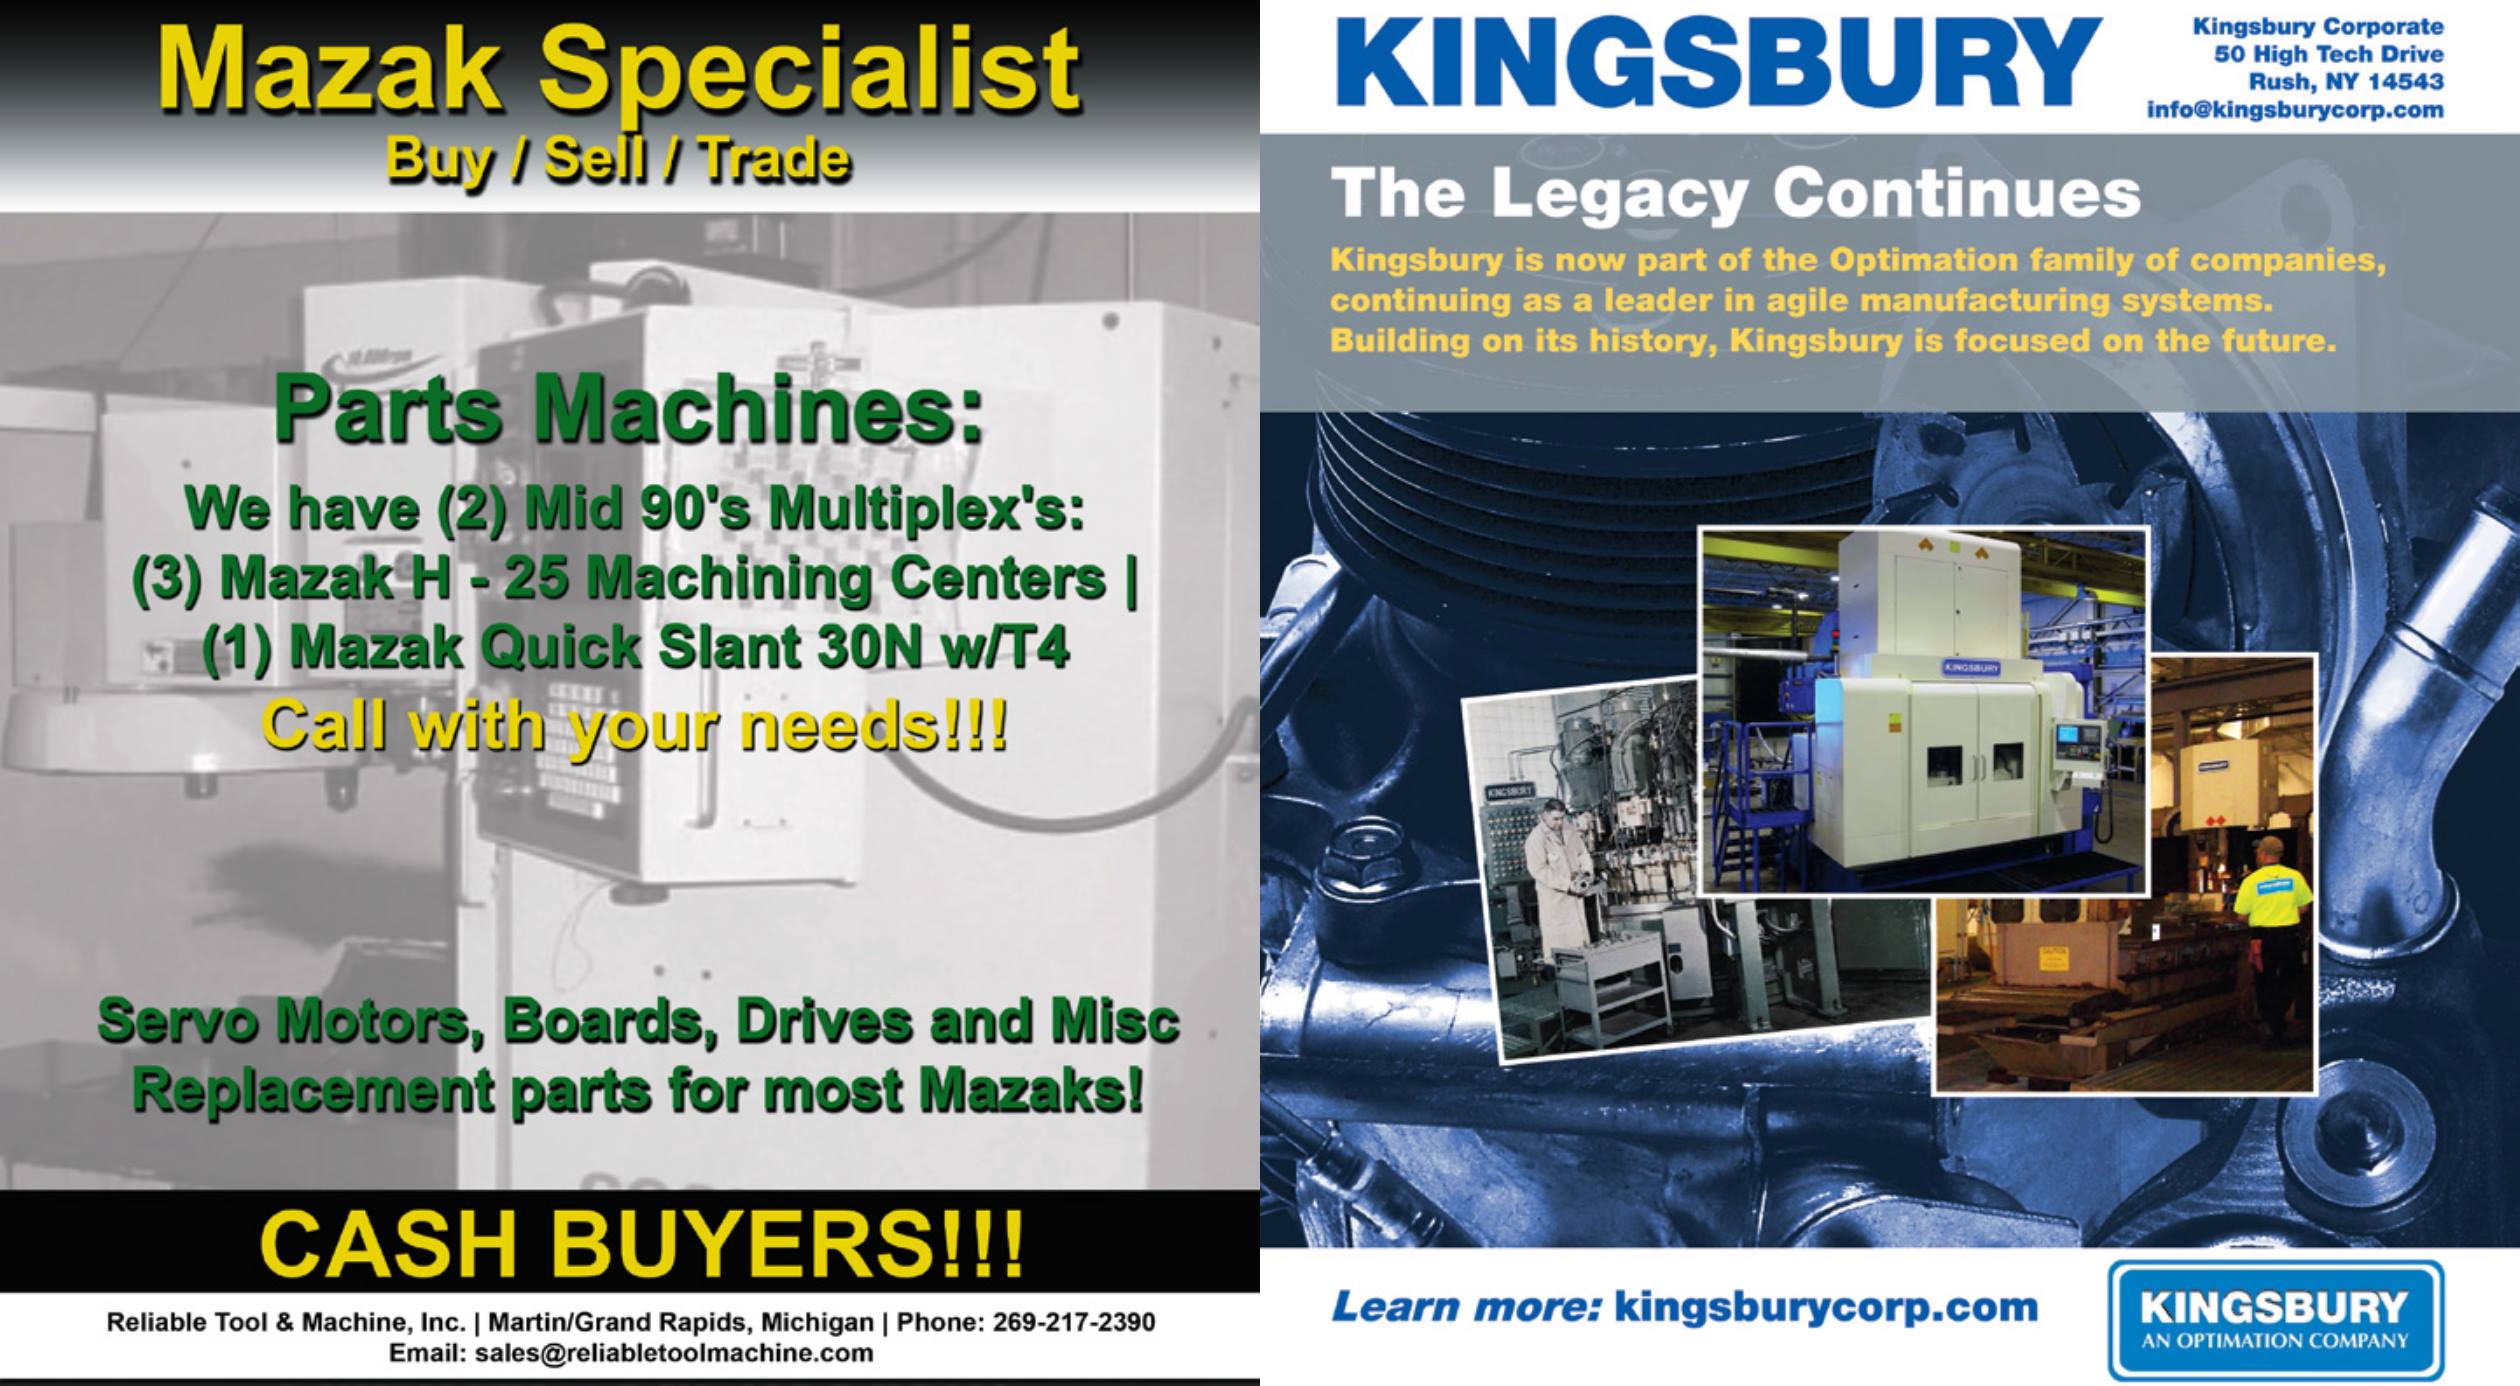 Mazak Specialist
Buy / Sell / Trade
10,000rpm
Parts Machines:
We have (2) Mid 90's Multiplex's:
(3) Mazak H - 25 Machining Centers |
(1) Mazak Quick Slant 30N w/T4
Call with your needs!!!
Servo Motors, Boards, Drives and Misc
Replacement parts for most Mazaks!
CASH BUYERS!!!
Reliable Tool & Machine, Inc. | Martin/Grand Rapids, Michigan | Phone: 269-217-2390
Email: sales@reliabletoolmachine.com
KINGSBURY
Kingsbury Corporate
50 High Tech Drive
Rush, NY 14543
info@kingsburycorp.com
The Legacy Continues
Kingsbury is now part of the Optimation family of companies,
continuing as a leader in agile manufacturing systems.
Building on its history, Kingsbury is focused on the future.
KINGSBURY
KINGSBURY
Learn more: kingsburycorp.com
KINGSBURY
AN OPTIMATION COMPANY